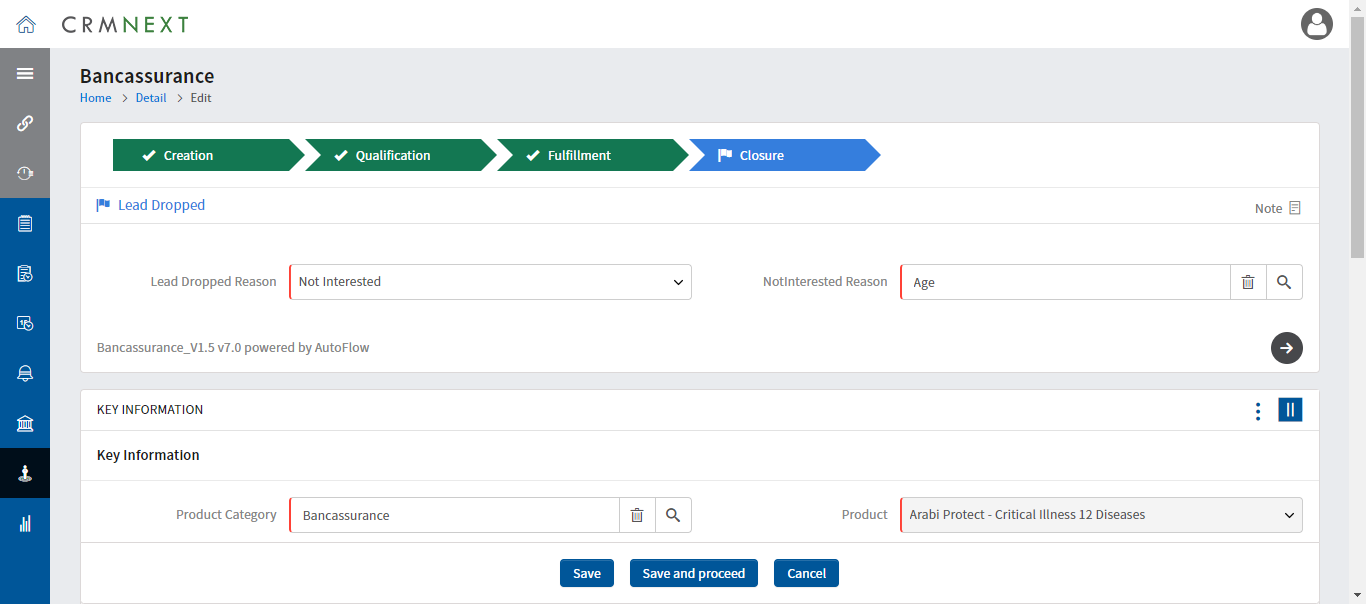 CRMNEXT
Bancassurance
Home > Detail > Edit
Creation Qualification Fulfillment Closure
Lead Dropped
Note
Lead Dropped Reason Not Interested NotInterested Reason Age
Bancassurance_V1.5 v7.0 powered by AutoFlow
KEY INFORMATION
Key Information
Product Category Bancassurance Product Arabi Protect - Critical Illness 12 Diseases
Save Save and proceed Cancel